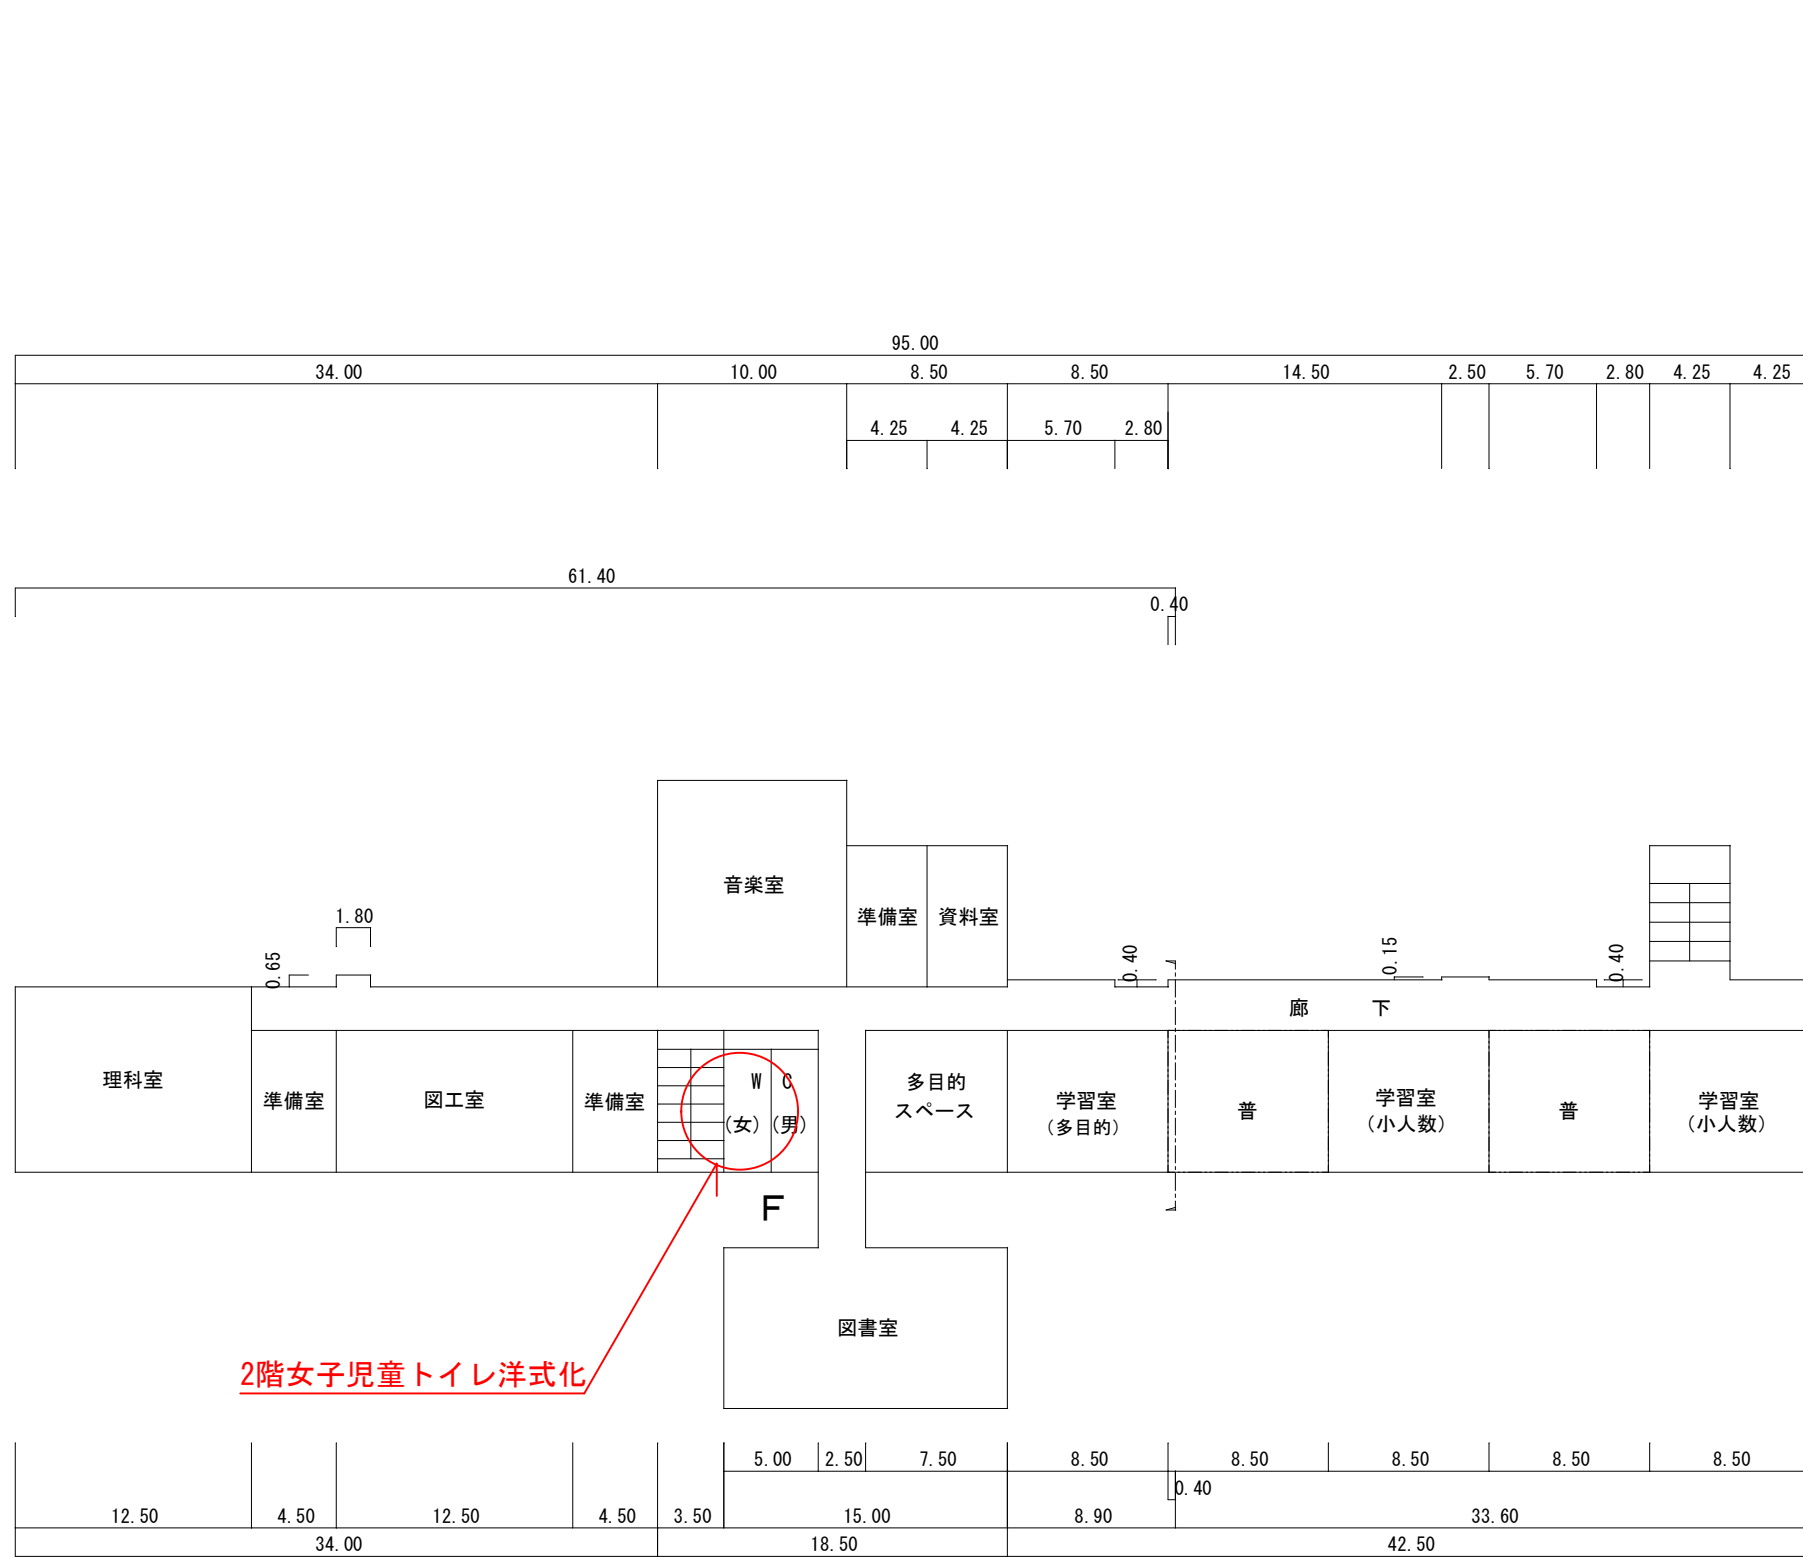 95.00
34.00 10.00 8.50 8.50 14.50 2.50 5.70 2.80 4.25 4.25
4.25 4.25 5.70 2.80
61.40
0.40
音楽室
準備室 資料室
1.80
0.65
0.40
0.15
0.40
廊 下
理科室
準備室
図工室
準備室
W C
(女) (男)
多目的
スペース
学習室
(多目的)
普
学習室
(小人数)
普
学習室
(小人数)
F
図書室
2階女子児童トイレ洋式化
5.00 2.50 7.50 8.50 8.50 8.50 8.50 8.50
0.40
12.50 4.50 12.50 4.50 3.50 15.00 8.90 33.60
34.00 18.50 42.50